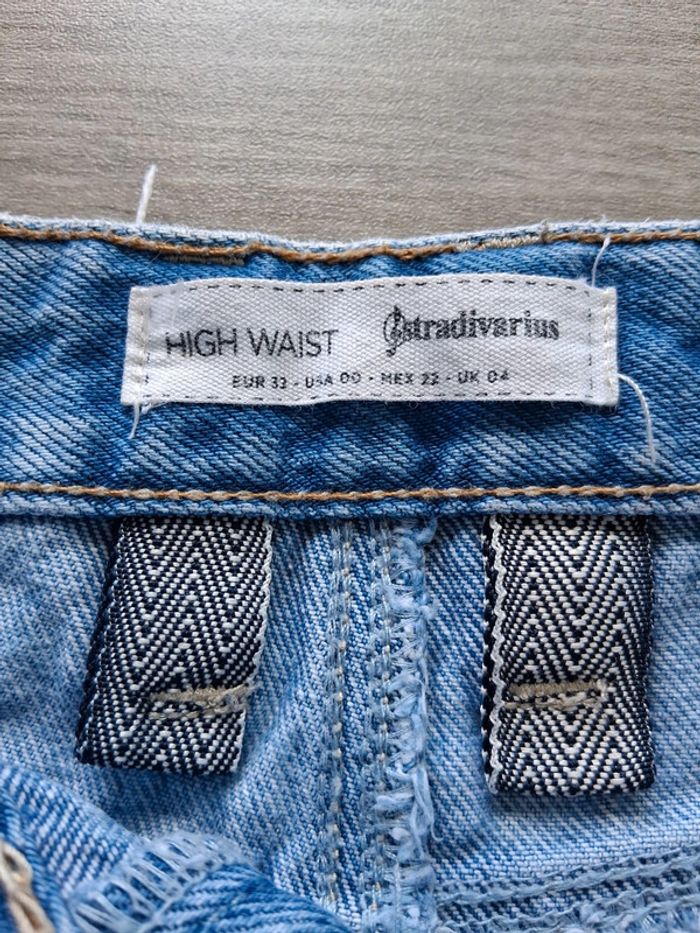 HIGH WAIST stradivarius
EUR 32 - USA 00 - MEX 22 - UK 04